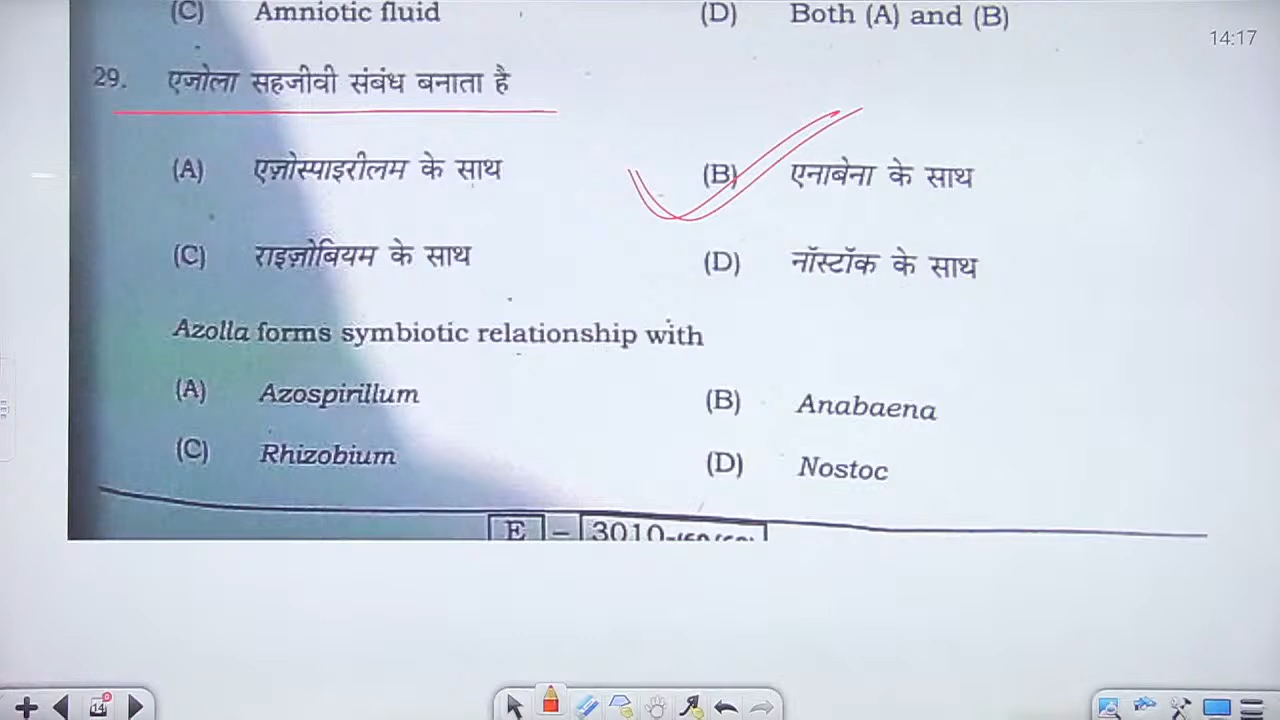 (C) Amniotic fluid (D) Both (A) and (B)
14:17
29. एजोला सहजीवी संबंध बनाता है
(A) एज़ोस्पाइरीलम के साथ (B) एनाबेना के साथ
(C) राइज़ोबियम के साथ (D) नॉस्टॉक के साथ
Azolla forms symbiotic relationship with
(A) Azospirillum (B) Anabaena
(C) Rhizobium (D) Nostoc
E – 3010
14